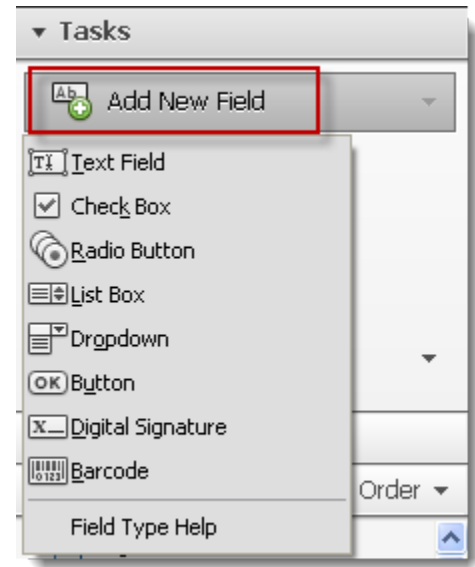 Tasks
Add New Field
Text Field
Check Box
Radio Button
List Box
Dropdown
Button
Digital Signature
Barcode
Order
Field Type Help